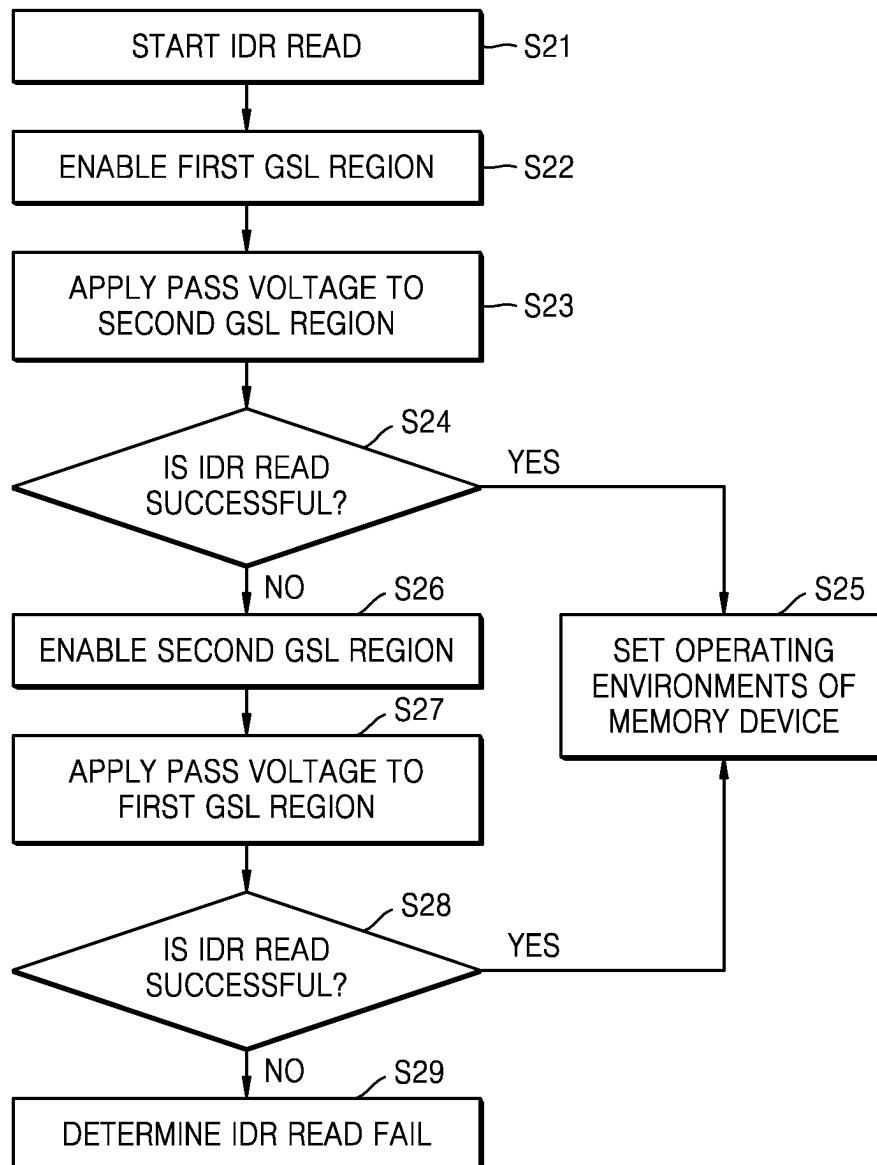 START IDR READ
S21
ENABLE FIRST GSL REGION
S22
APPLY PASS VOLTAGE TO
SECOND GSL REGION
S23
S24
IS IDR READ
SUCCESSFUL?
YES
NO
S26
ENABLE SECOND GSL REGION
S25
SET OPERATING
ENVIRONMENTS OF
MEMORY DEVICE
S27
APPLY PASS VOLTAGE TO
FIRST GSL REGION
S28
IS IDR READ
SUCCESSFUL?
YES
NO
S29
DETERMINE IDR READ FAIL